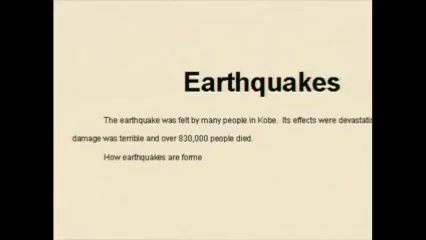 Earthquakes
The earthquake was felt by many people in Kobe. Its effects were devastati
damage was terrible and over 830,000 people died.
How earthquakes are forme